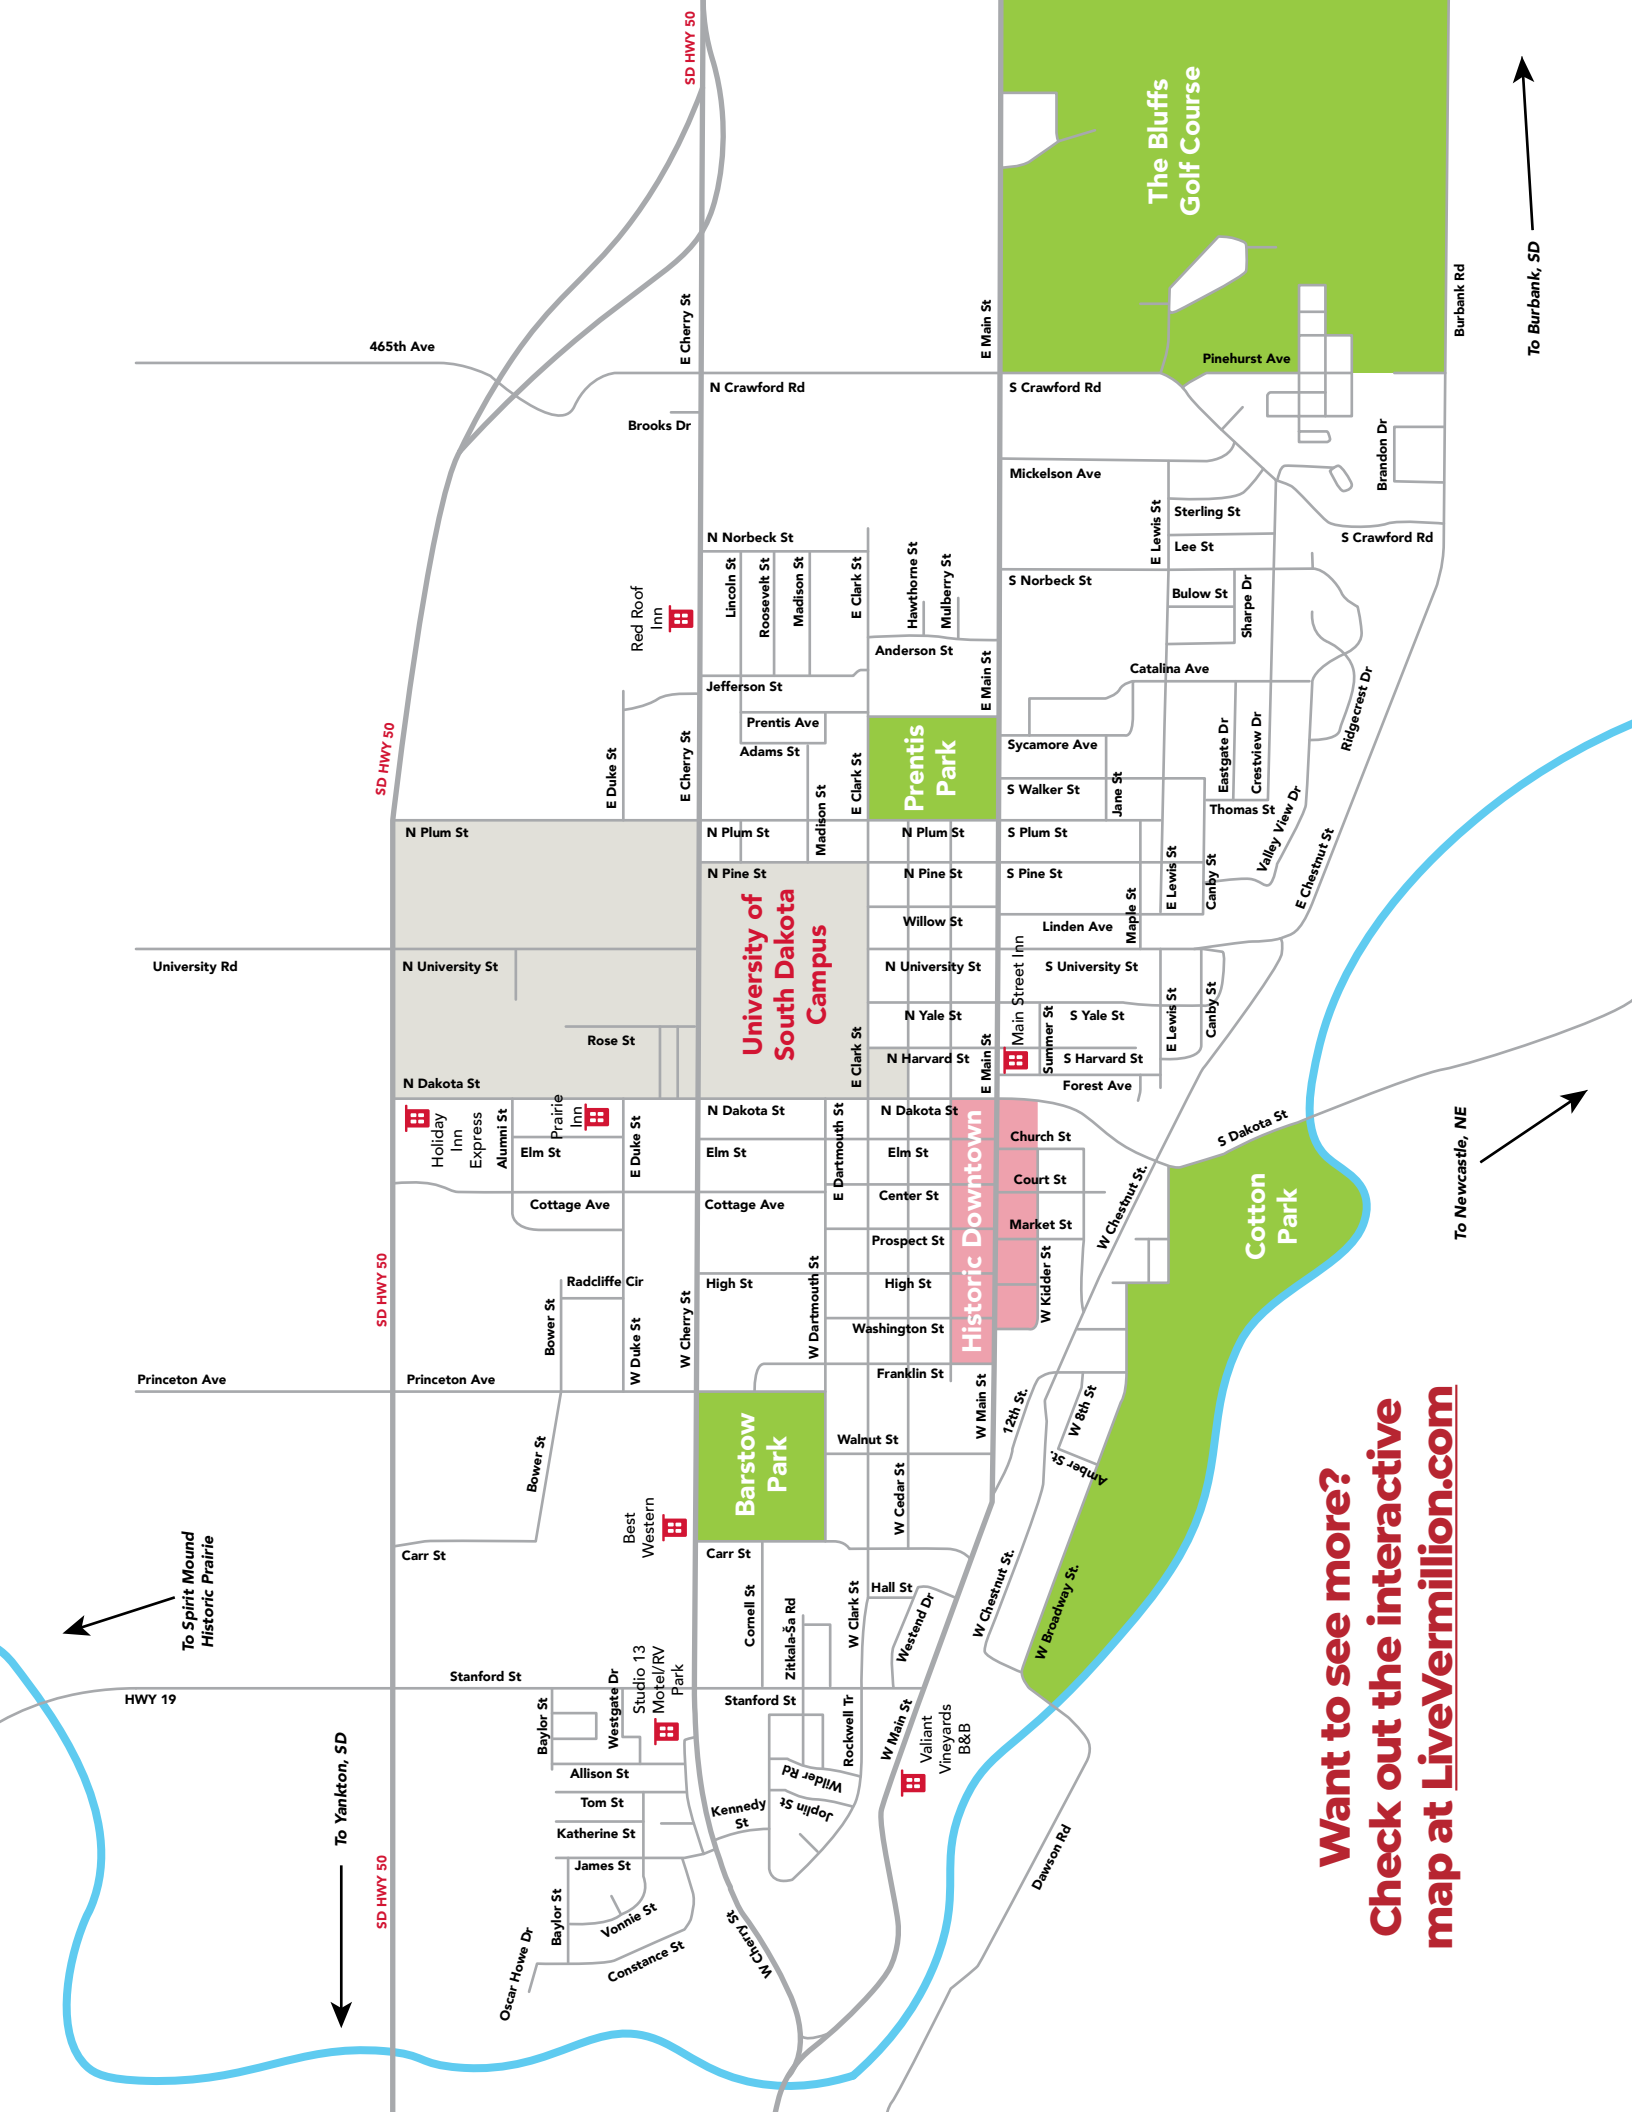 SD HWY 50
The Bluffs
Golf Course
To Burbank, SD
Burbank Rd
465th Ave
E Cherry St
E Main St
Pinehurst Ave
N Crawford Rd
S Crawford Rd
Brooks Dr
Mickelson Ave
Brandon Dr
E Lewis St
Sterling St
Lee St
S Crawford Rd
N Norbeck St
Lincoln St
Roosevelt St
Madison St
E Clark St
Hawthorne St
Mulberry St
S Norbeck St
Bulow St
Sharpe Dr
Red Roof
Inn
Anderson St
E Main St
Catalina Ave
Jefferson St
Ridgecrest Dr
SD HWY 50
E Duke St
E Cherry St
Prentis Ave
Adams St
Madison St
E Clark St
Prentis
Park
Sycamore Ave
S Walker St
Jane St
Eastgate Dr
Crestview Dr
Thomas St
Valley View Dr
E Chestnut St
N Plum St
N Plum St
N Plum St
S Plum St
N Pine St
N Pine St
S Pine St
E Lewis St
Canby St
Maple St
Willow St
Linden Ave
University of
South Dakota
Campus
University Rd
N University St
N University St
S University St
Main Street Inn
N Yale St
S Yale St
Summer St
E Lewis St
Canby St
Rose St
E Clark St
N Harvard St
E Main St
S Harvard St
Forest Ave
N Dakota St
N Dakota St
N Dakota St
S Dakota St
To Newcastle, NE
Holiday
Inn
Express
Alumni St
Prairie
Inn
Elm St
E Duke St
Elm St
E Dartmouth St
Elm St
Church St
Court St
Center St
Cottage Ave
Cottage Ave
Market St
Prospect St
Historic Downtown
W Chestnut St.
Cotton
Park
SD HWY 50
Radcliffe Cir
High St
High St
W Kidder St
Bower St
W Duke St
W Cherry St
W Dartmouth St
Washington St
Princeton Ave
Princeton Ave
Franklin St
W Main St
12th St.
W 8th St
Amber St.
Bower St
Barstow
Park
Walnut St
W Cedar St
Best
Western
Carr St
Carr St
To Spirit Mound
Historic Prairie
Cornell St
Zitkala-Ša Rd
W Clark St
Hall St
Westend Dr
W Chestnut St.
W Broadway St.
HWY 19
Stanford St
Stanford St
Baylor St
Westgate Dr
Studio 13
Motel/RV
Park
Rockwell Tr
W Main St
Valiant
Vineyards
B&B
To Yankton, SD
Allison St
Wilder Rd
Tom St
Kennedy
St
Joplin St
Katherine St
James St
SD HWY 50
Baylor St
Vonnie St
Constance St
Oscar Howe Dr
W Cherry St
Dawson Rd
Want to see more?
Check out the interactive
map at LiveVermillion.com